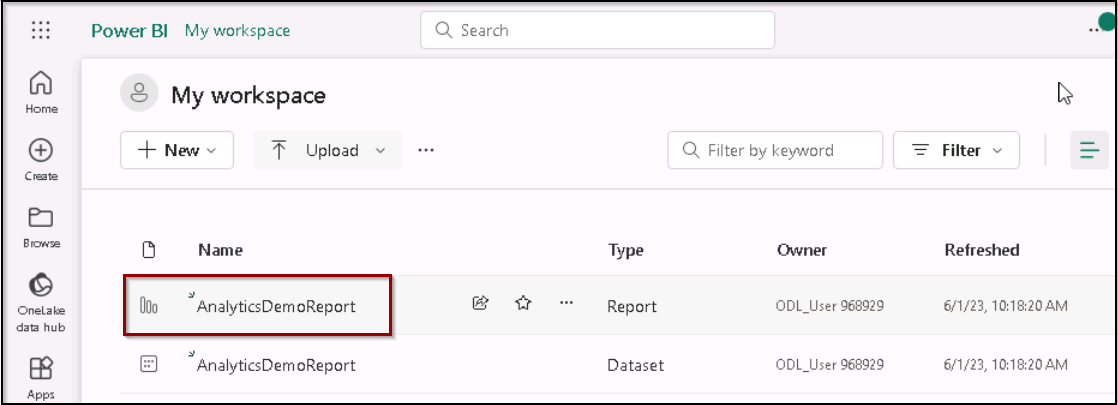 Power BI My workspace Search
My workspace
New Upload Filter by keyword Filter
Home
Create
Browse
OneLake
data hub
Apps
Name Type Owner Refreshed
AnalyticsDemoReport Report ODL_User 968929 6/1/23, 10:18:20 AM
AnalyticsDemoReport Dataset ODL_User 968929 6/1/23, 10:18:20 AM